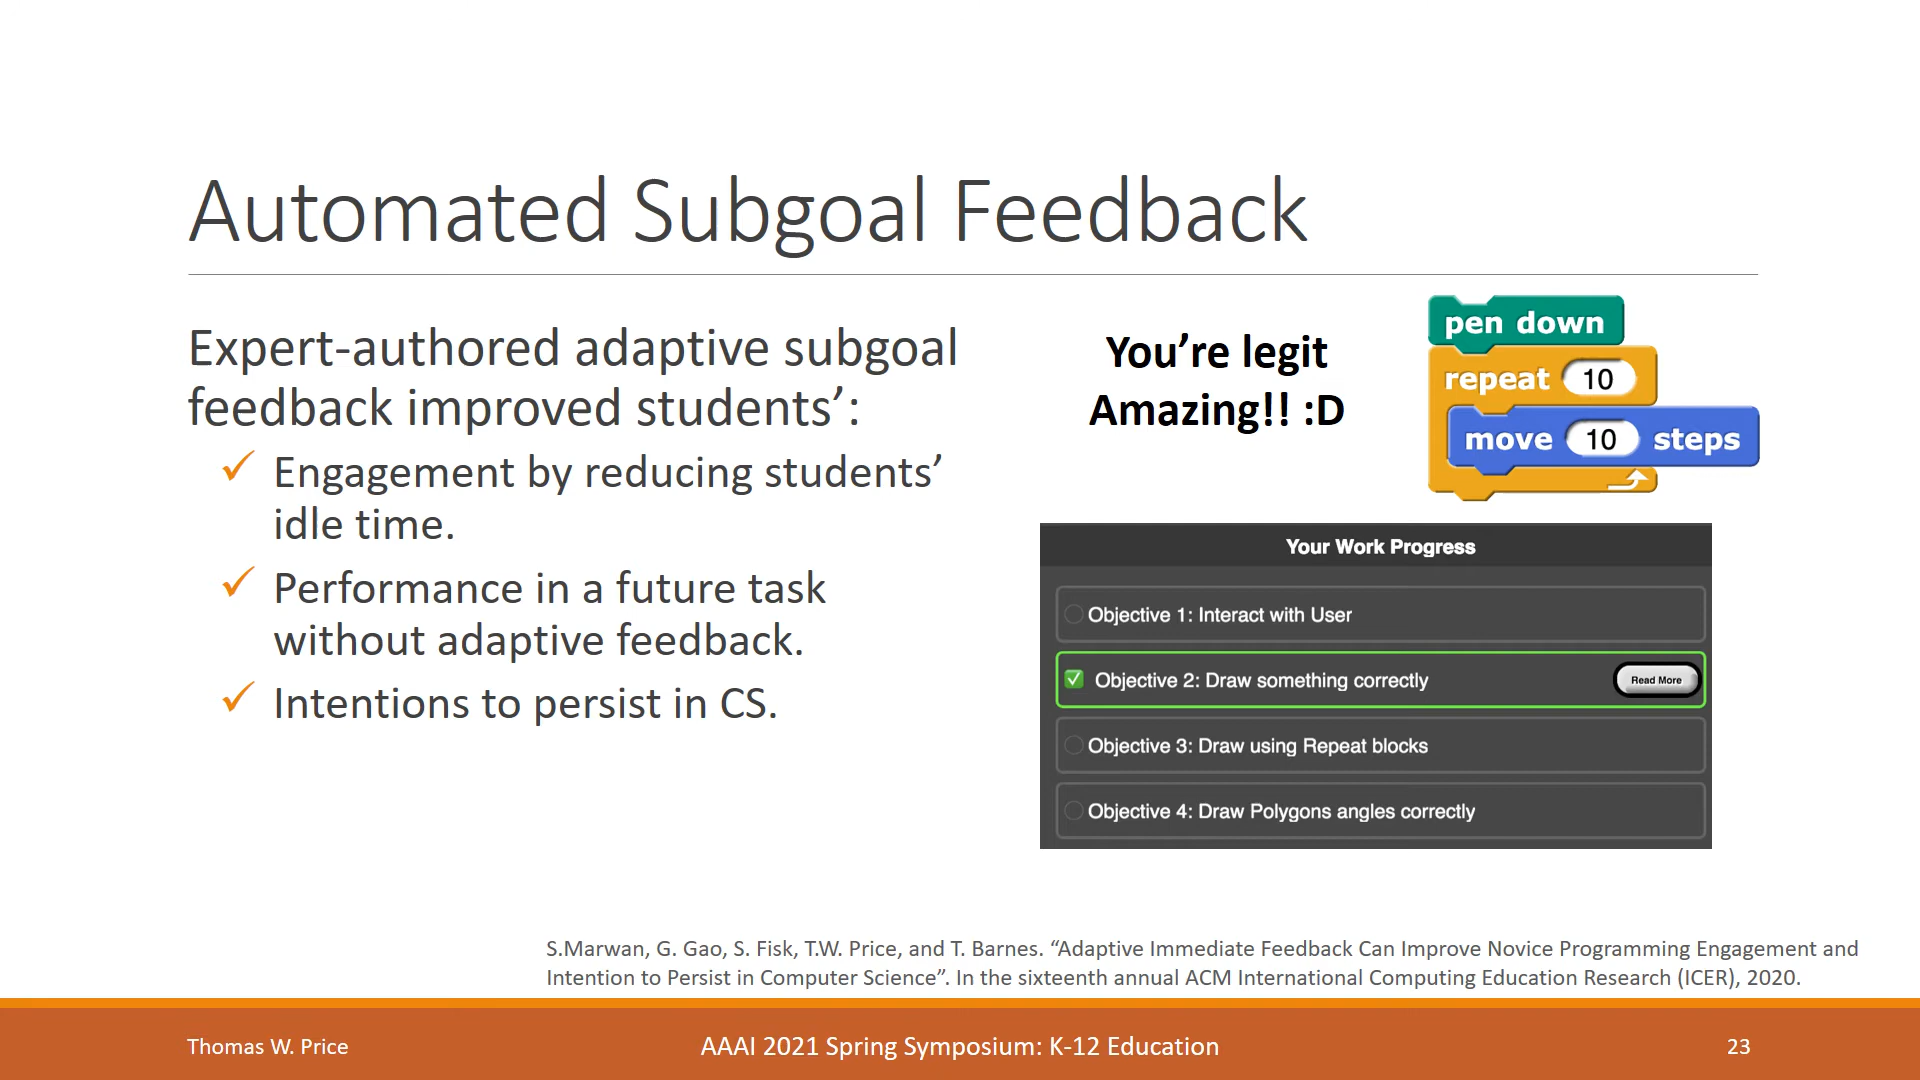 Automated Subgoal Feedback
Expert-authored adaptive subgoal
feedback improved students’:
Engagement by reducing students’
idle time.
Performance in a future task
without adaptive feedback.
Intentions to persist in CS.
You’re legit
Amazing!! :D
pen down
repeat 10
move 10 steps
Your Work Progress
Objective 1: Interact with User
Objective 2: Draw something correctly Read More
Objective 3: Draw using Repeat blocks
Objective 4: Draw Polygons angles correctly
S.Marwan, G. Gao, S. Fisk, T.W. Price, and T. Barnes. “Adaptive Immediate Feedback Can Improve Novice Programming Engagement and
Intention to Persist in Computer Science”. In the sixteenth annual ACM International Computing Education Research (ICER), 2020.
Thomas W. Price AAAI 2021 Spring Symposium: K-12 Education 23